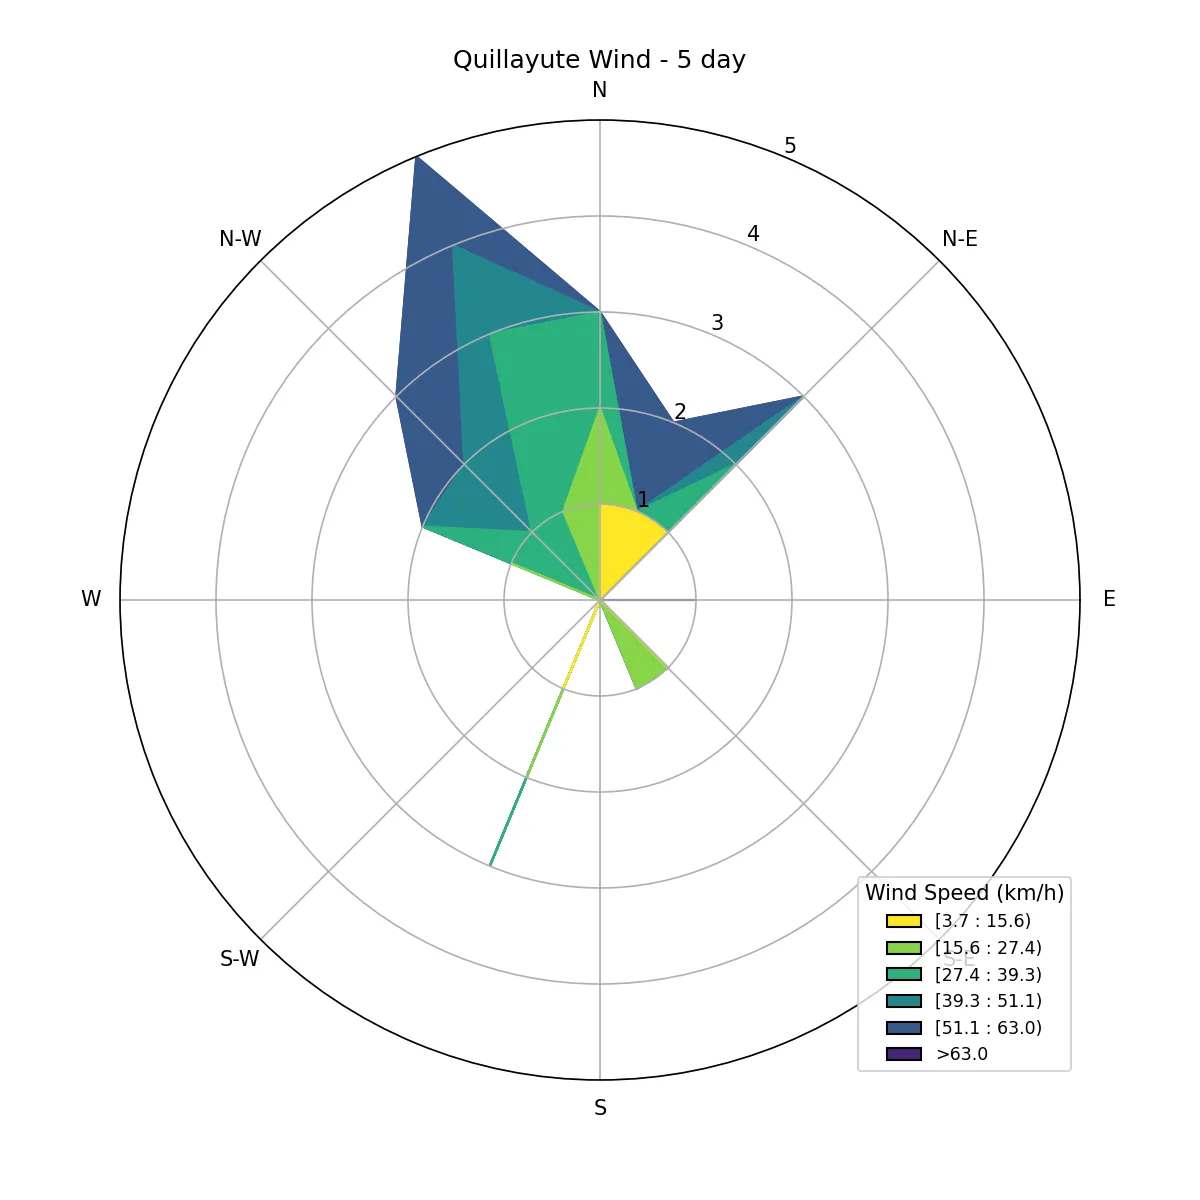 Quillayute Wind - 5 day
N
5
N-W
4
N-E
3
2
1
W
E
S-W
S-E
S
Wind Speed (km/h)
[3.7 : 15.6)
[15.6 : 27.4)
[27.4 : 39.3)
[39.3 : 51.1)
[51.1 : 63.0)
>63.0